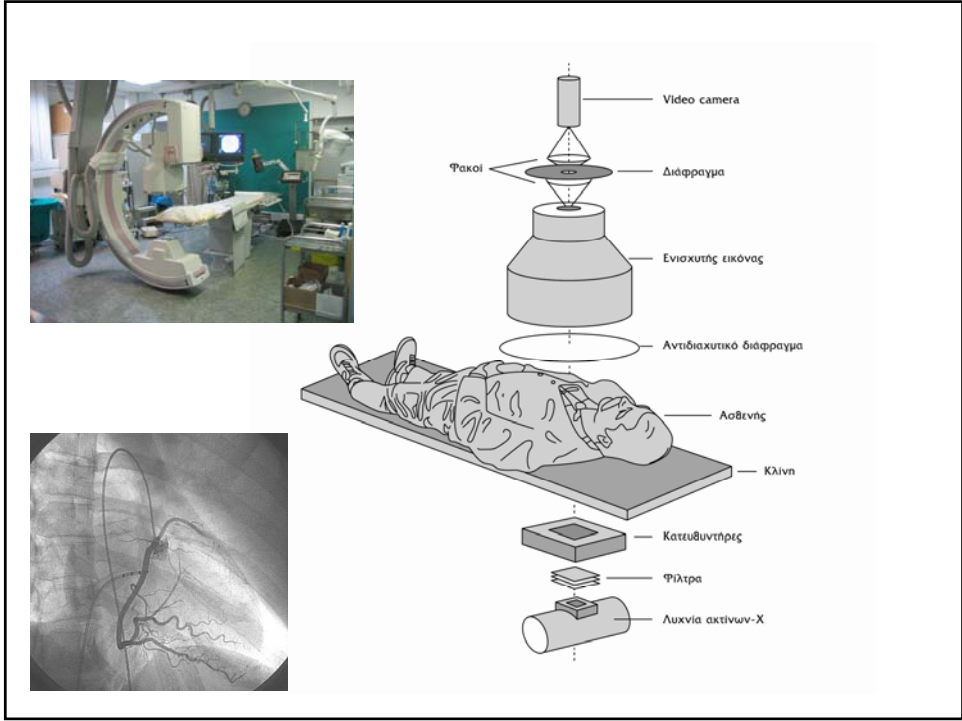 Video camera
Φακοί
Διάφραγμα
Ενισχυτής εικόνας
Αντιδιαχυτικό διάφραγμα
Ασθενής
Κλίνη
Κατευθυντήρες
Φίλτρα
Λυχνία ακτίνων-Χ